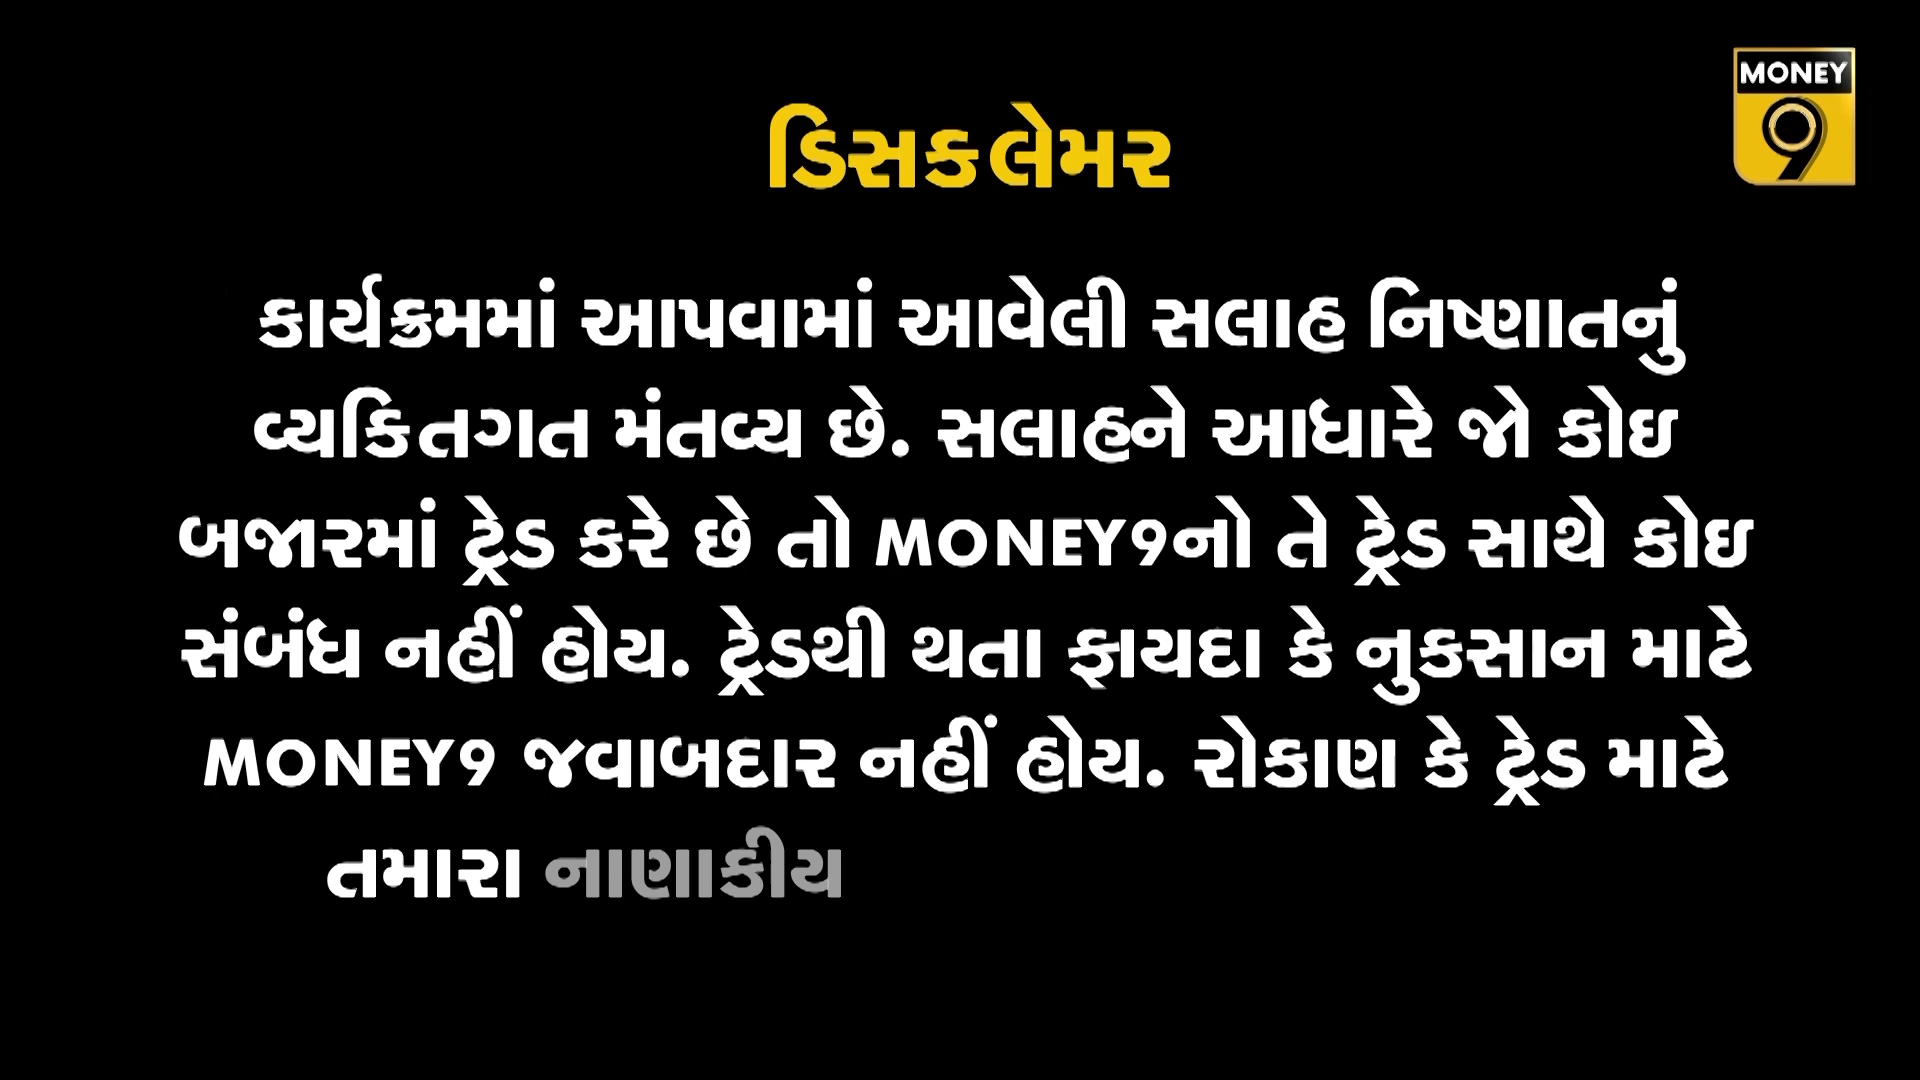 MONEY
9
ડિસકલેમર
કાર્યક્રમમાં આપવામાં આવેલી સલાહ નિષ્ણાતનું
વ્યકિતગત મંતવ્ય છે. સલાહને આધારે જો કોઇ
બજારમાં ટ્રેડ કરે છે તો MONEY9નો તે ટ્રેડ સાથે કોઇ
સંબંધ નહીં હોય. ટ્રેડથી થતા ફાયદા કે નુકસાન માટે
MONEY9 જવાબદાર નહીં હોય. રોકાણ કે ટ્રેડ માટે
તમારા નાણાકીય